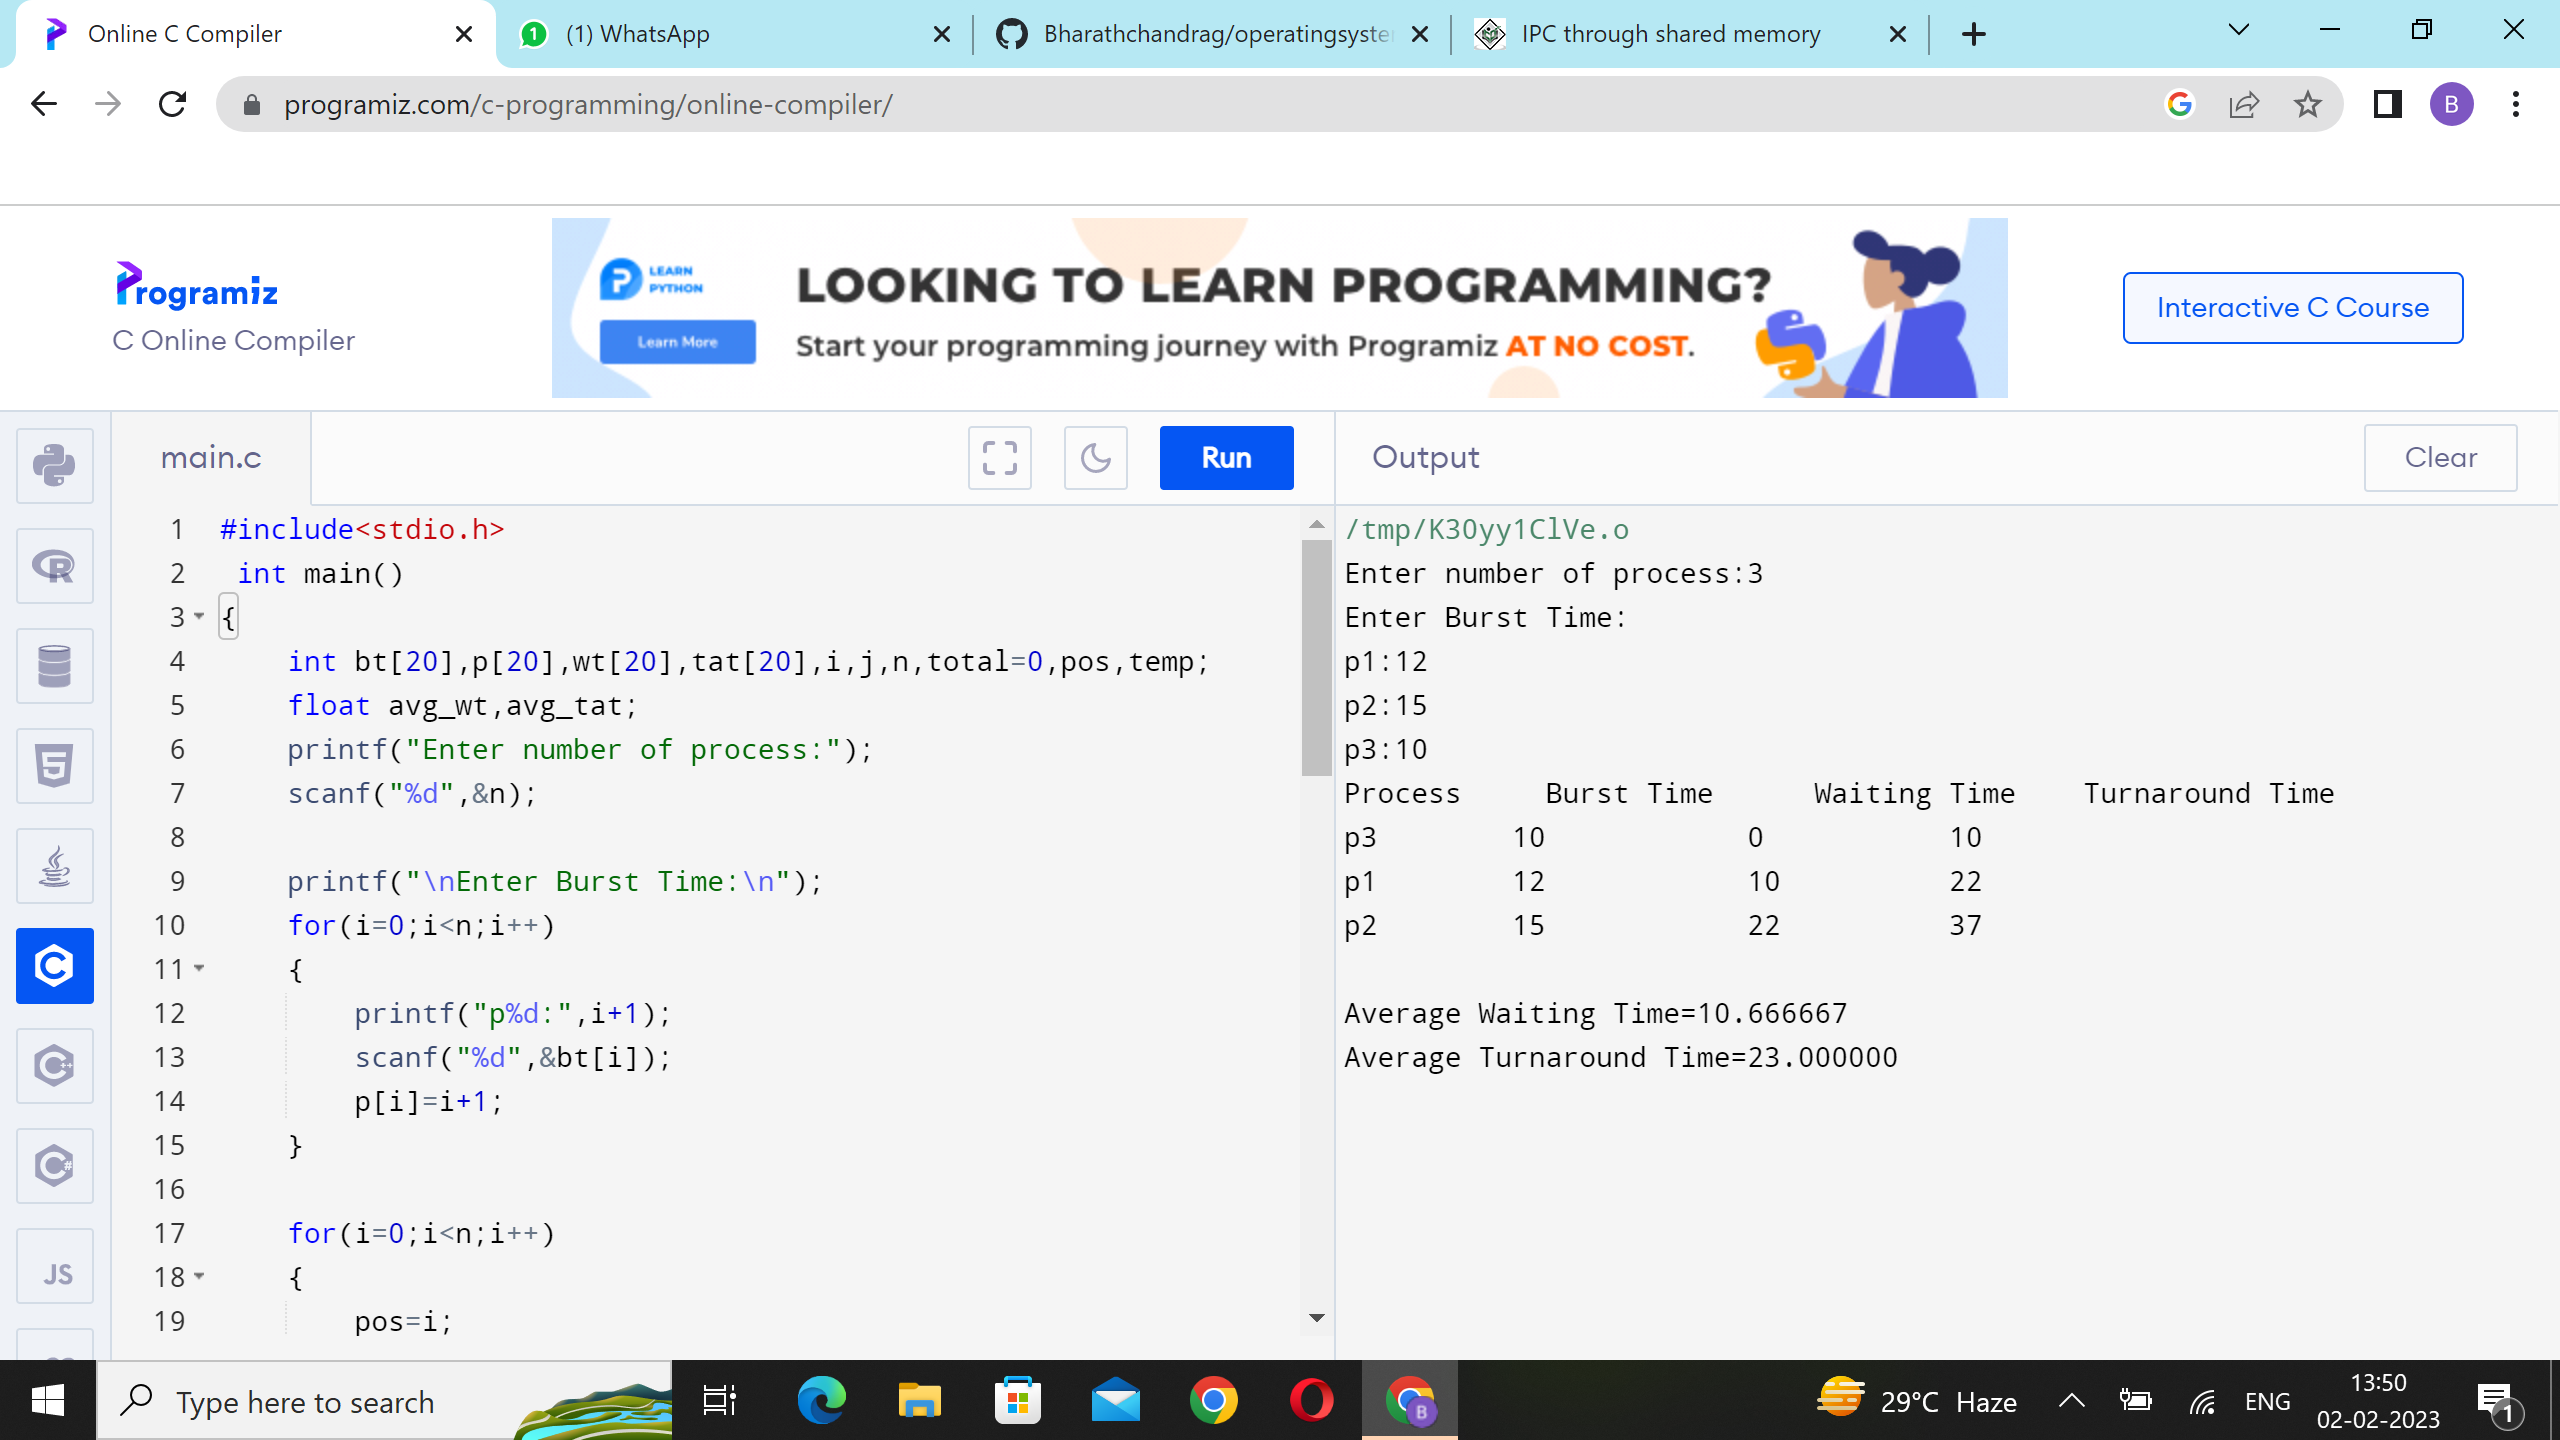 Online C Compiler
(1) WhatsApp
Bharathchandrag/operatingsyste
IPC through shared memory
programiz.com/c-programming/online-compiler/
B
Programiz
C Online Compiler
LEARN
PYTHON
Learn More
LOOKING TO LEARN PROGRAMMING?
Start your programming journey with Programiz AT NO COST.
Interactive C Course
main.c
Run
Output
Clear
1 #include<stdio.h>
2 int main()
3 {
4 int bt[20],p[20],wt[20],tat[20],i,j,n,total=0,pos,temp;
5 float avg_wt,avg_tat;
6 printf("Enter number of process:");
7 scanf("%d",&n);
8
9 printf("\nEnter Burst Time:\n");
10 for(i=0;i<n;i++)
11 {
12 printf("p%d:",i+1);
13 scanf("%d",&bt[i]);
14 p[i]=i+1;
15 }
16
17 for(i=0;i<n;i++)
18 {
19 pos=i;
JS
/tmp/K30yy1ClVe.o
Enter number of process:3
Enter Burst Time:
p1:12
p2:15
p3:10
Process Burst Time Waiting Time Turnaround Time
p3 10 0 10
p1 12 10 22
p2 15 22 37
Average Waiting Time=10.666667
Average Turnaround Time=23.000000
Type here to search
B
29°C Haze
ENG
13:50
02-02-2023
1